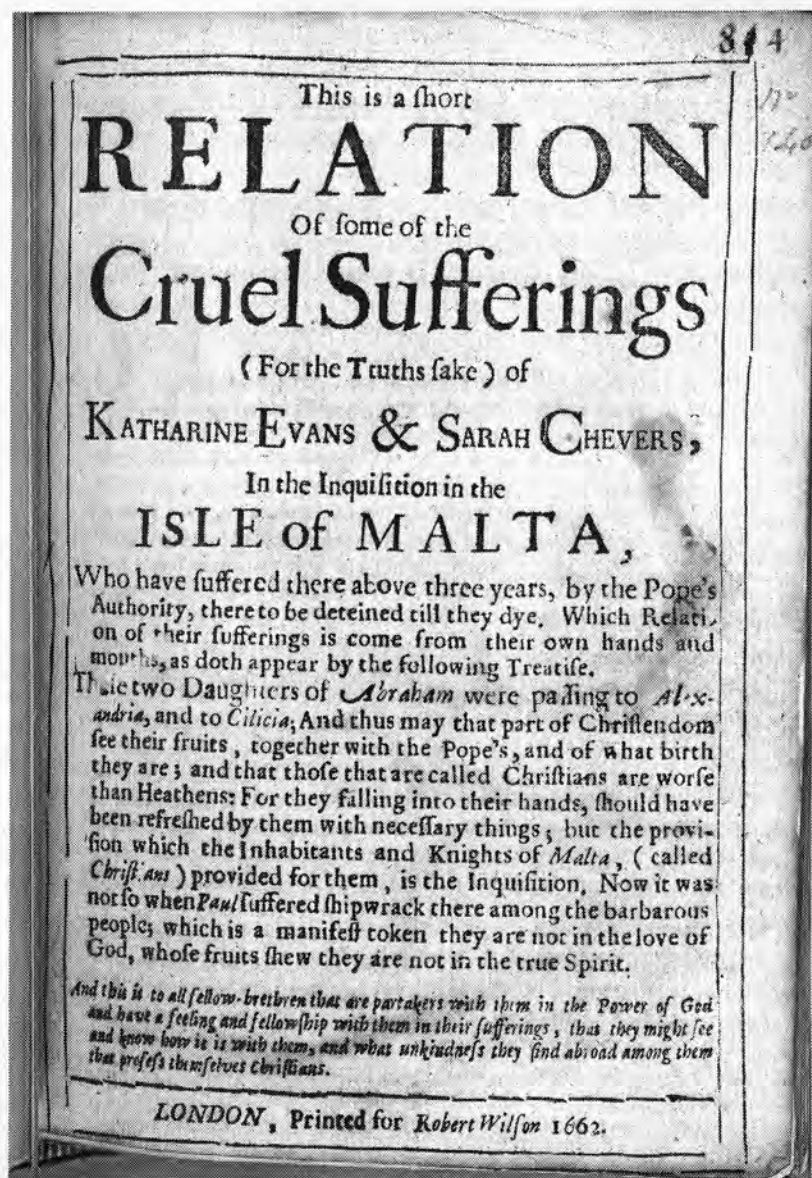 814
This is a ſhort
RELATION
Of ſome of the
Cruel Sufferings
(For the Truths ſake) of
KATHARINE EVANS & SARAH CHEVERS,
In the Inquiſition in the
ISLE of MALTA,
Who have ſuffered there above three years, by the Pope's
Authority, there to be deteined till they dye. Which Relati-
on of their ſufferings is come from their own hands and
mouths, as doth appear by the following Treatiſe.
Theſe two Daughters of Abraham were paſſing to Alex-
andria, and to Cilicia; And thus may that part of Chriſtendom
ſee their fruits, together with the Pope's, and of what birth
they are; and that thoſe that are called Chriſtians are worſe
than Heathens: For they falling into their hands, ſhould have
been refreſhed by them with neceſſary things; but the provi-
ſion which the Inhabitants and Knights of Malta, (called
Chriſtians) provided for them, is the Inquiſition. Now it was
not ſo when Paul ſuffered ſhipwrack there among the barbarous
people; which is a manifeſt token they are not in the love of
God, whoſe fruits ſhew they are not in the true Spirit.
And this is to all fellow-brethren that are partakers with them in the Power of God
and have a feeling and fellowſhip with them in their ſufferings, that they might ſee
and know how it is with them, and what unkindneſs they find abroad among them
that profeſs themſelves Chriſtians.
LONDON, Printed for Robert Wilſon 1662.